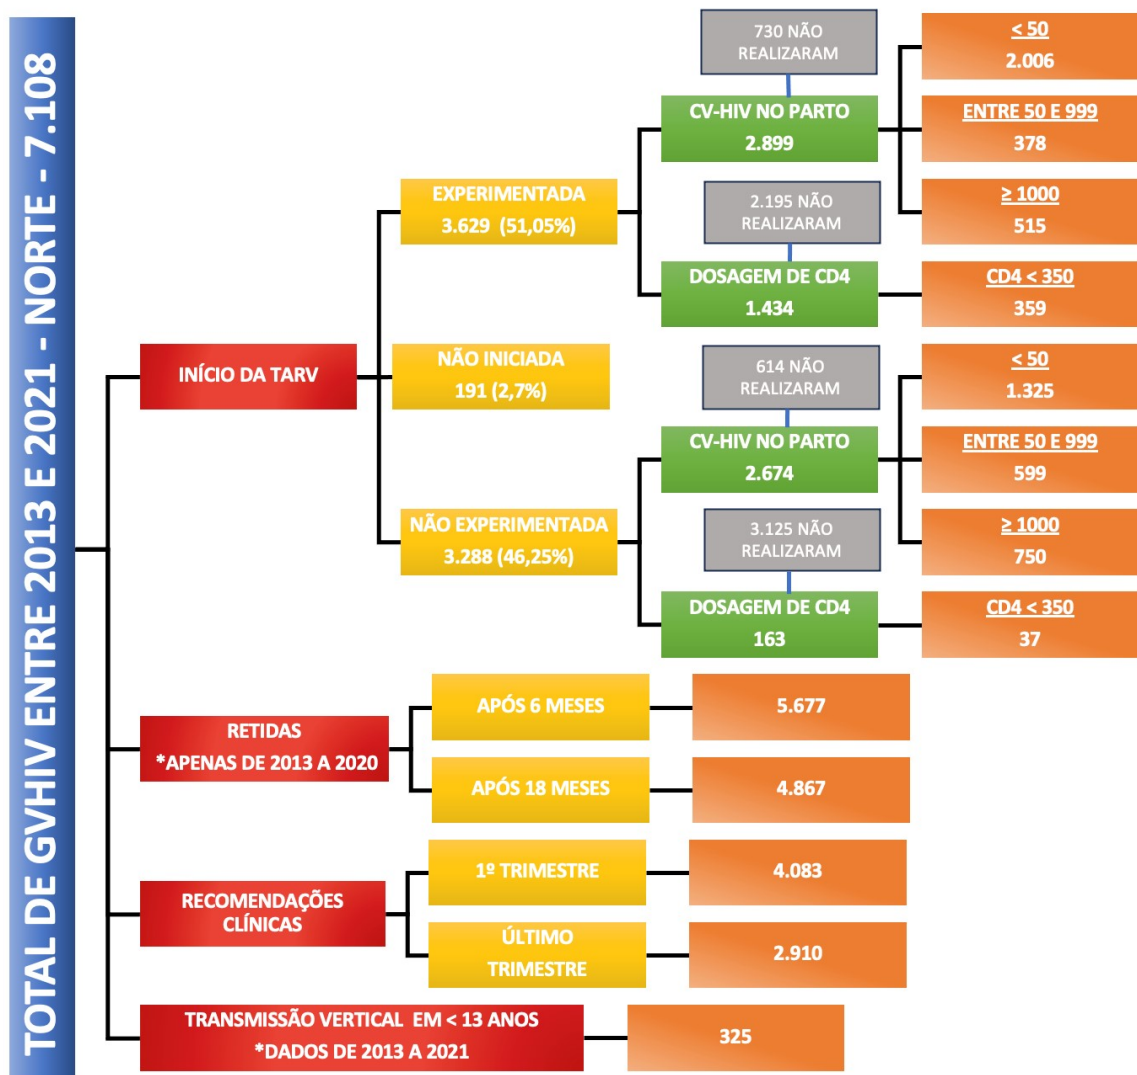 TOTAL DE GVHIV ENTRE 2013 E 2021 - NORTE - 7.108
INÍCIO DA TARV
EXPERIMENTADA
3.629 (51,05%)
730 NÃO
REALIZARAM
CV-HIV NO PARTO
2.899
< 50
2.006
ENTRE 50 E 999
378
≥ 1000
515
2.195 NÃO
REALIZARAM
DOSAGEM DE CD4
1.434
CD4 < 350
359
NÃO INICIADA
191 (2,7%)
NÃO EXPERIMENTADA
3.288 (46,25%)
614 NÃO
REALIZARAM
CV-HIV NO PARTO
2.674
< 50
1.325
ENTRE 50 E 999
599
≥ 1000
750
3.125 NÃO
REALIZARAM
DOSAGEM DE CD4
163
CD4 < 350
37
RETIDAS
*APENAS DE 2013 A 2020
APÓS 6 MESES
5.677
APÓS 18 MESES
4.867
RECOMENDAÇÕES
CLÍNICAS
1º TRIMESTRE
4.083
ÚLTIMO
TRIMESTRE
2.910
TRANSMISSÃO VERTICAL EM < 13 ANOS
*DADOS DE 2013 A 2021
325